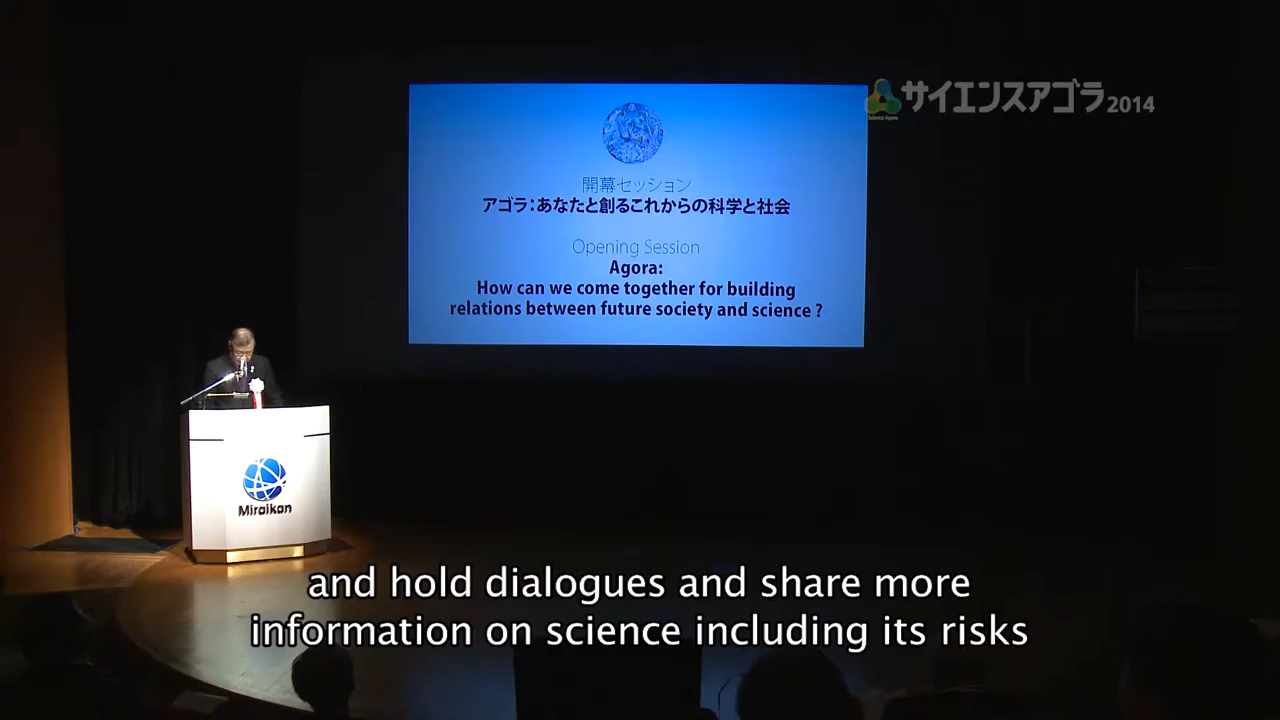 サイエンスアゴラ2014
Science Agora
開幕セッション
アゴラ：あなたと創るこれからの科学と社会
Opening Session
Agora:
How can we come together for building
relations between future society and science ?
Miraikan
and hold dialogues and share more
information on science including its risks